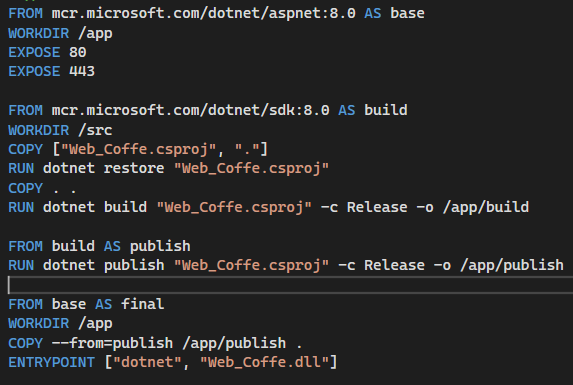 FROM mcr.microsoft.com/dotnet/aspnet:8.0 AS base
WORKDIR /app
EXPOSE 80
EXPOSE 443
FROM mcr.microsoft.com/dotnet/sdk:8.0 AS build
WORKDIR /src
COPY ["Web_Coffe.csproj", "."]
RUN dotnet restore "Web_Coffe.csproj"
COPY . .
RUN dotnet build "Web_Coffe.csproj" -c Release -o /app/build
FROM build AS publish
RUN dotnet publish "Web_Coffe.csproj" -c Release -o /app/publish
FROM base AS final
WORKDIR /app
COPY --from=publish /app/publish .
ENTRYPOINT ["dotnet", "Web_Coffe.dll"]